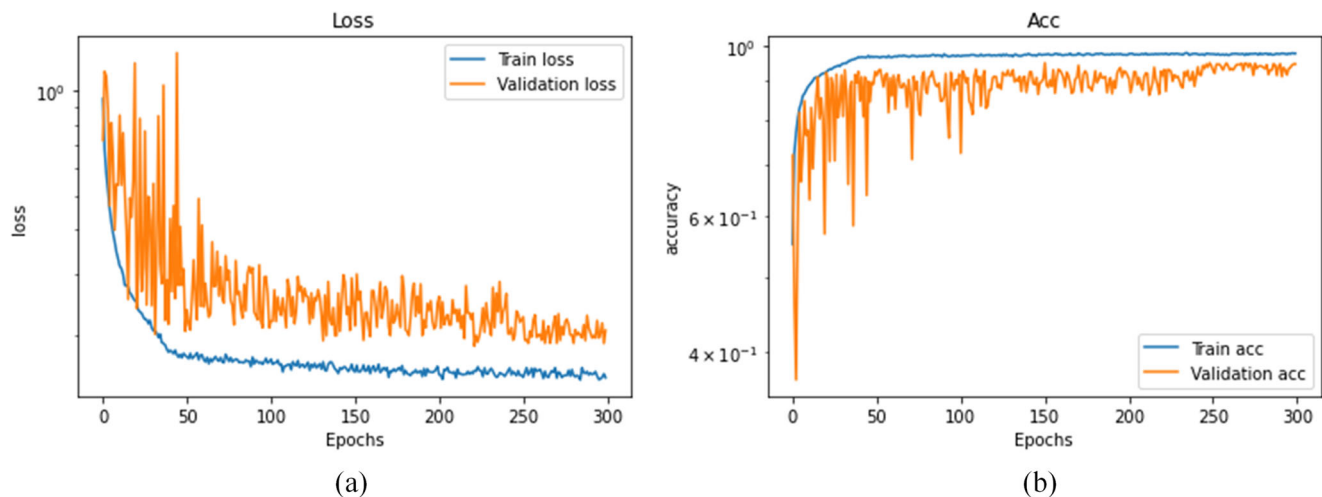 Loss
Train loss
Validation loss
10⁰
loss
0 50 100 150 200 250 300
Epochs
(a)
Acc
10⁰
6 × 10⁻¹
4 × 10⁻¹
accuracy
Train acc
Validation acc
0 50 100 150 200 250 300
Epochs
(b)